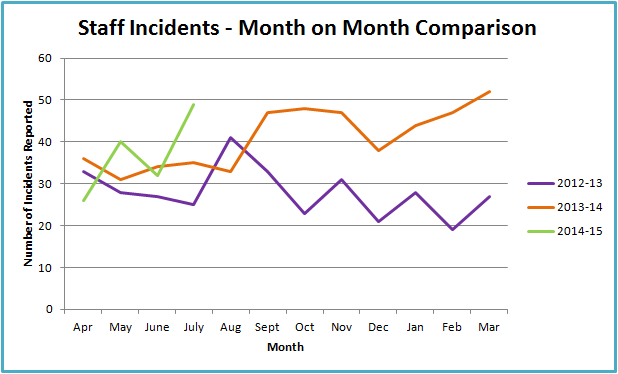 Staff Incidents - Month on Month Comparison
Number of Incidents Reported
60
50
40
30
20
10
0
Apr May June July Aug Sept Oct Nov Dec Jan Feb Mar
Month
2012-13
2013-14
2014-15